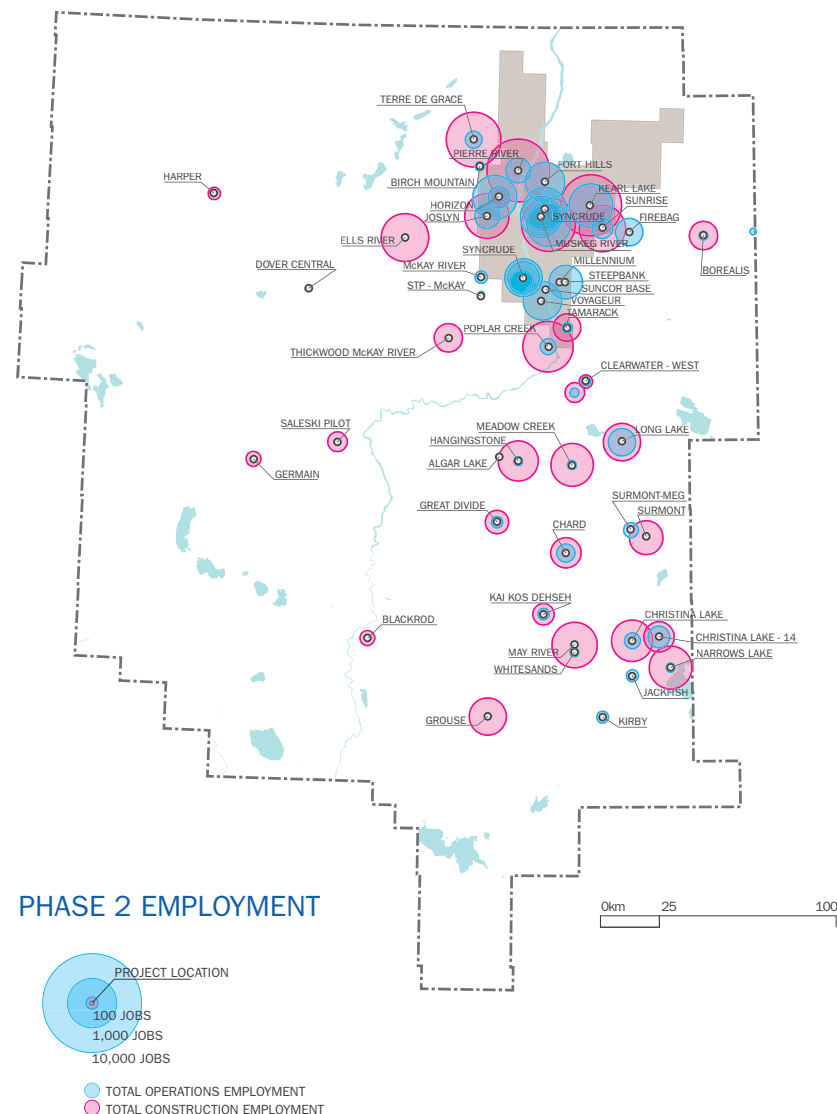 TERRE DE GRACE
PIERRE RIVER
FORT HILLS
HARPER
BIRCH MOUNTAIN
KEARL LAKE
SUNRISE
HORIZON
JOSLYN
SYNCRUDE
FIREBAG
ELLS RIVER
MUSKEG RIVER
SYNCRUDE
MILLENNIUM
DOVER CENTRAL
McKAY RIVER
BOREALIS
STEEPBANK
STP - McKAY
SUNCOR BASE
VOYAGEUR
TAMARACK
POPLAR CREEK
THICKWOOD McKAY RIVER
CLEARWATER - WEST
SALESKI PILOT
MEADOW CREEK
LONG LAKE
HANGINGSTONE
ALGAR LAKE
GERMAIN
SURMONT-MEG
GREAT DIVIDE
SURMONT
CHARD
KAI KOS DEHSEH
CHRISTINA LAKE
BLACKROD
CHRISTINA LAKE - 14
MAY RIVER
NARROWS LAKE
WHITESANDS
JACKFISH
GROUSE
KIRBY
PHASE 2 EMPLOYMENT
0km 25 100
PROJECT LOCATION
100 JOBS
1,000 JOBS
10,000 JOBS
TOTAL OPERATIONS EMPLOYMENT
TOTAL CONSTRUCTION EMPLOYMENT